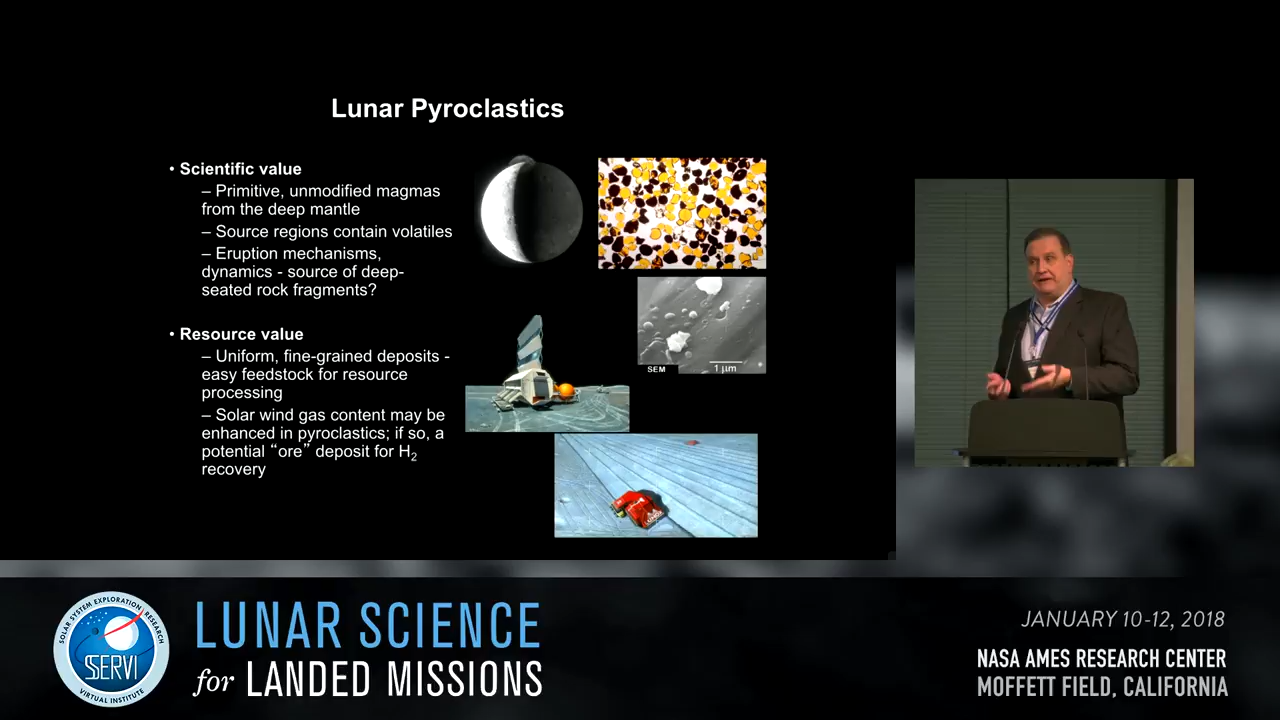 Lunar Pyroclastics
• Scientific value
– Primitive, unmodified magmas
from the deep mantle
– Source regions contain volatiles
– Eruption mechanisms,
dynamics - source of deep-
seated rock fragments?
• Resource value
– Uniform, fine-grained deposits -
easy feedstock for resource
processing
– Solar wind gas content may be
enhanced in pyroclastics; if so, a
potential “ore” deposit for H₂
recovery
SEM
1 μm
SOLAR SYSTEM EXPLORATION RESEARCH
SSERVI
VIRTUAL INSTITUTE
LUNAR SCIENCE
for LANDED MISSIONS
JANUARY 10-12, 2018
NASA AMES RESEARCH CENTER
MOFFETT FIELD, CALIFORNIA